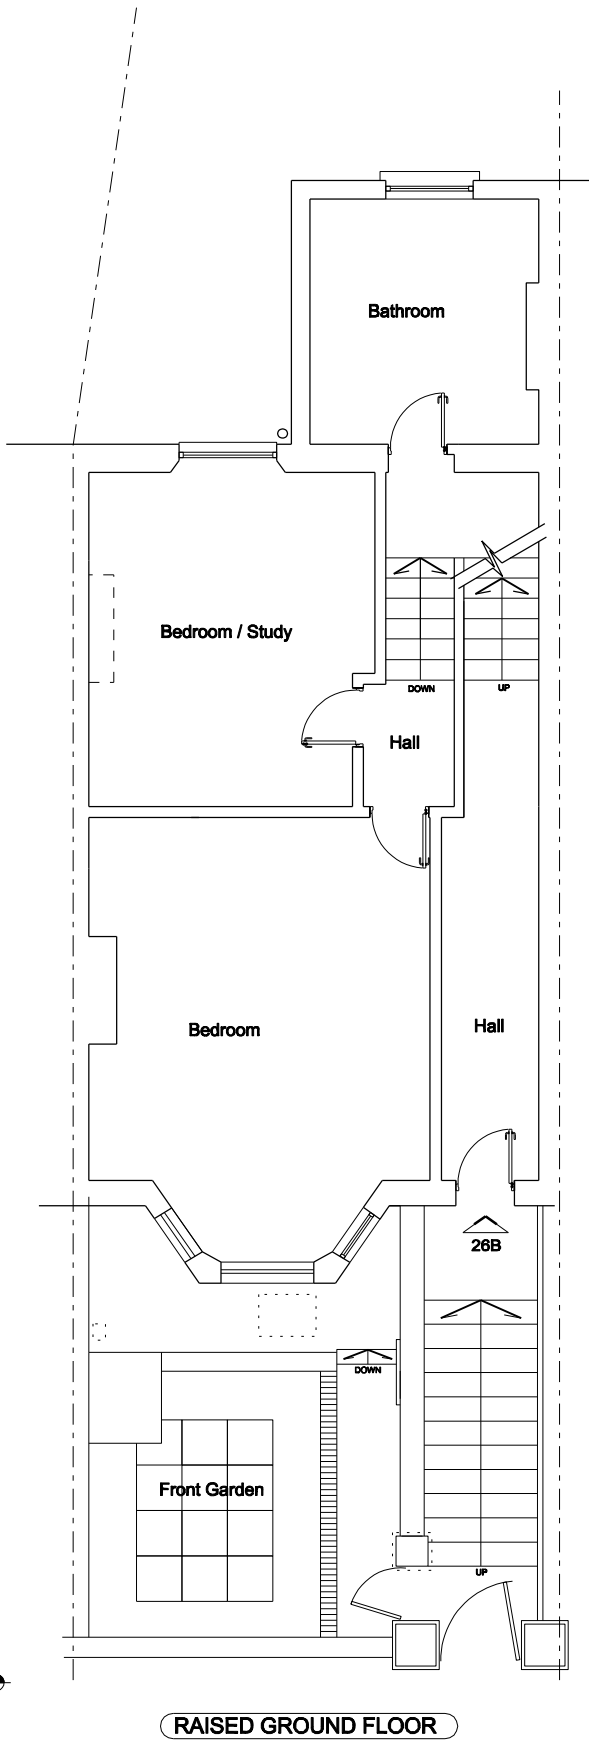 Bathroom
Bedroom / Study
DOWN
UP
Hall
Bedroom
Hall
26B
DOWN
Front Garden
UP
RAISED GROUND FLOOR